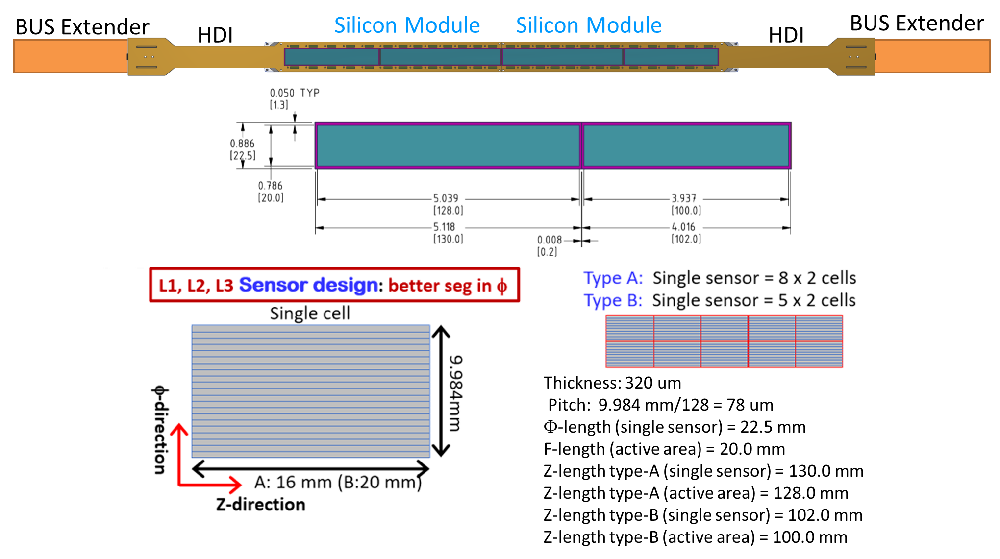 BUS Extender
HDI
Silicon Module
Silicon Module
HDI
BUS Extender
0.050 TYP
[1.3]
0.886
[22.5]
0.786
[20.0]
5.039
[128.0]
3.937
[100.0]
5.118
[130.0]
4.016
[102.0]
0.008
[0.2]
L1, L2, L3 Sensor design: better seg in ϕ
Single cell
9.984mm
ϕ-direction
A: 16 mm (B:20 mm)
Z-direction
Type A: Single sensor = 8 x 2 cells
Type B: Single sensor = 5 x 2 cells
Thickness: 320 um
Pitch: 9.984 mm/128 = 78 um
Φ-length (single sensor) = 22.5 mm
F-length (active area) = 20.0 mm
Z-length type-A (single sensor) = 130.0 mm
Z-length type-A (active area) = 128.0 mm
Z-length type-B (single sensor) = 102.0 mm
Z-length type-B (active area) = 100.0 mm